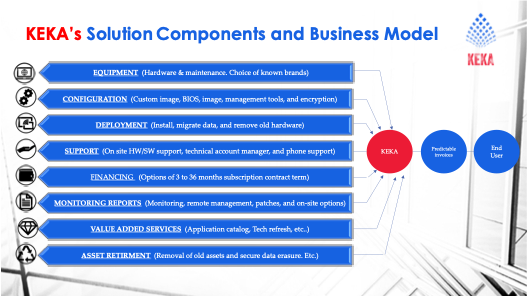 KEKA's Solution Components and Business Model
KEKA
EQUIPMENT (Hardware & maintenance. Choice of known brands)
CONFIGURATION (Custom image, BIOS, image, management tools, and encryption)
DEPLOYMENT (Install, migrate data, and remove old hardware)
SUPPORT (On site HW/SW support, technical account manager, and phone support)
FINANCING (Options of 3 to 36 months subscription contract term)
MONITORING REPORTS (Monitoring, remote management, patches, and on-site options)
VALUE ADDED SERVICES (Application catalog, Tech refresh, etc..)
ASSET RETIRMENT (Removal of old assets and secure data erasure. Etc.)
KEKA
Predictable
invoices
End
User